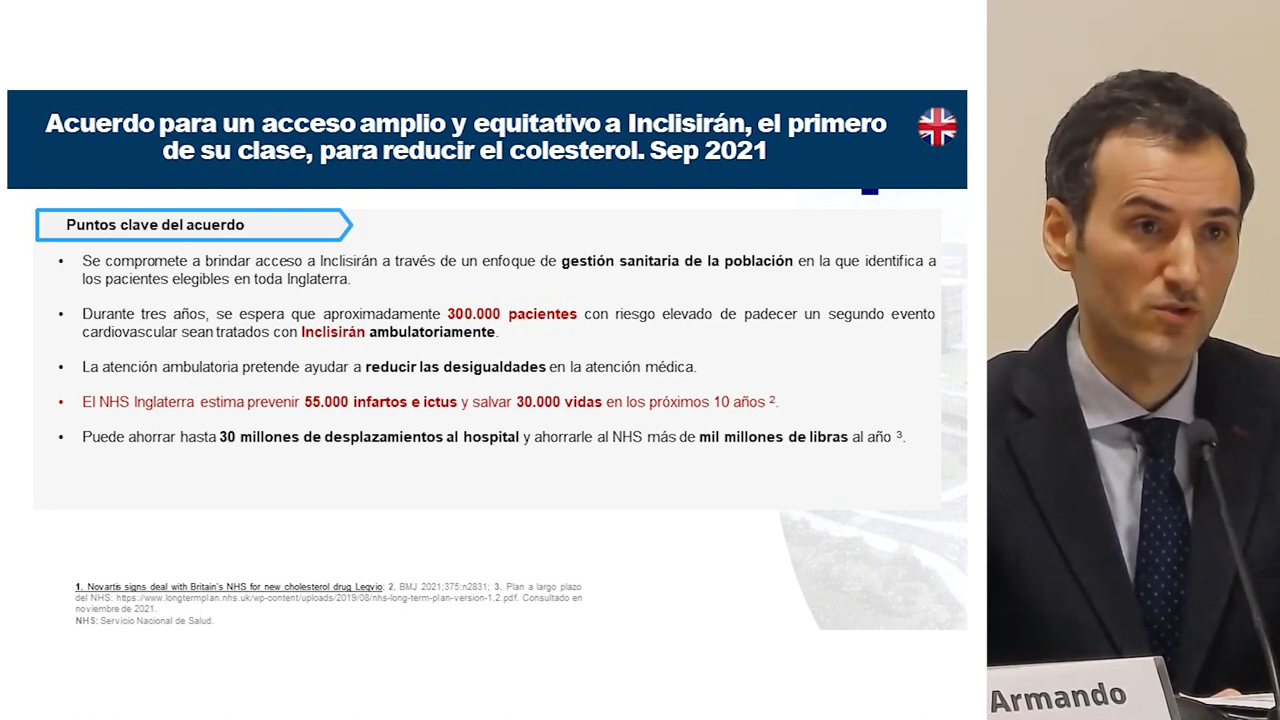 Acuerdo para un acceso amplio y equitativo a Inclisirán, el primero
de su clase, para reducir el colesterol. Sep 2021
Puntos clave del acuerdo
• Se compromete a brindar acceso a Inclisirán a través de un enfoque de gestión sanitaria de la población en la que identifica a
los pacientes elegibles en toda Inglaterra.
• Durante tres años, se espera que aproximadamente 300.000 pacientes con riesgo elevado de padecer un segundo evento
cardiovascular sean tratados con Inclisirán ambulatoriamente.
• La atención ambulatoria pretende ayudar a reducir las desigualdades en la atención médica.
• El NHS Inglaterra estima prevenir 55.000 infartos e ictus y salvar 30.000 vidas en los próximos 10 años ².
• Puede ahorrar hasta 30 millones de desplazamientos al hospital y ahorrarle al NHS más de mil millones de libras al año ³.
1. Novartis signs deal with Britain's NHS for new cholesterol drug Leqvio; 2. BMJ 2021;375:n2831; 3. Plan a largo plazo
del NHS: https://www.longtermplan.nhs.uk/wp-content/uploads/2019/08/nhs-long-term-plan-version-1.2.pdf. Consultado en
noviembre de 2021.
NHS: Servicio Nacional de Salud.
Armando